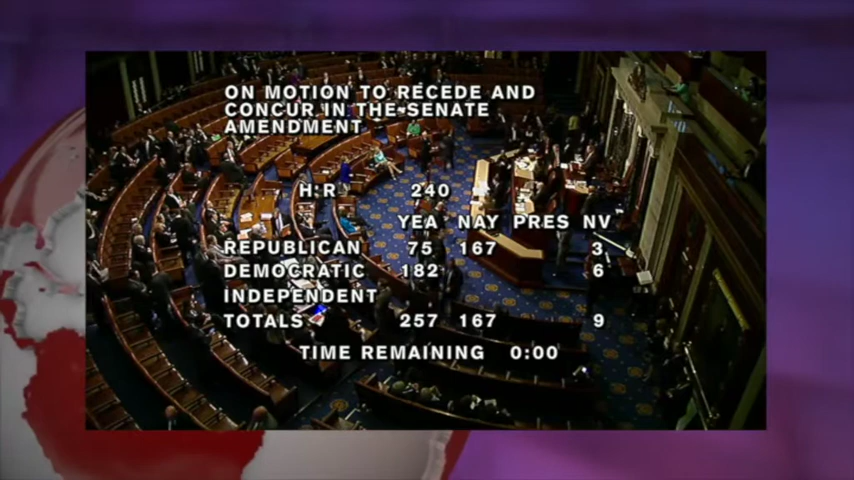 ON MOTION TO RECEDE AND
CONCUR IN THE SENATE
AMENDMENT
H R 240
YEA NAY PRES NV
REPUBLICAN 75 167 3
DEMOCRATIC 182 6
INDEPENDENT
TOTALS 257 167 9
TIME REMAINING 0:00